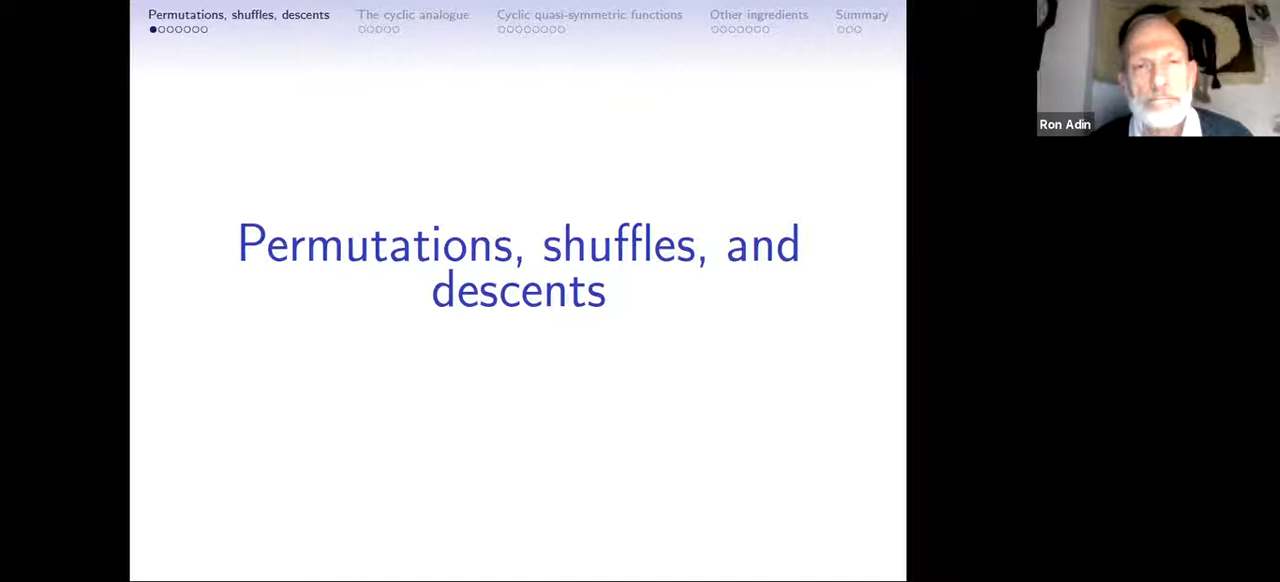 Permutations, shuffles, descents The cyclic analogue Cyclic quasi-symmetric functions Other ingredients Summary
Permutations, shuffles, and
descents
Ron Adin